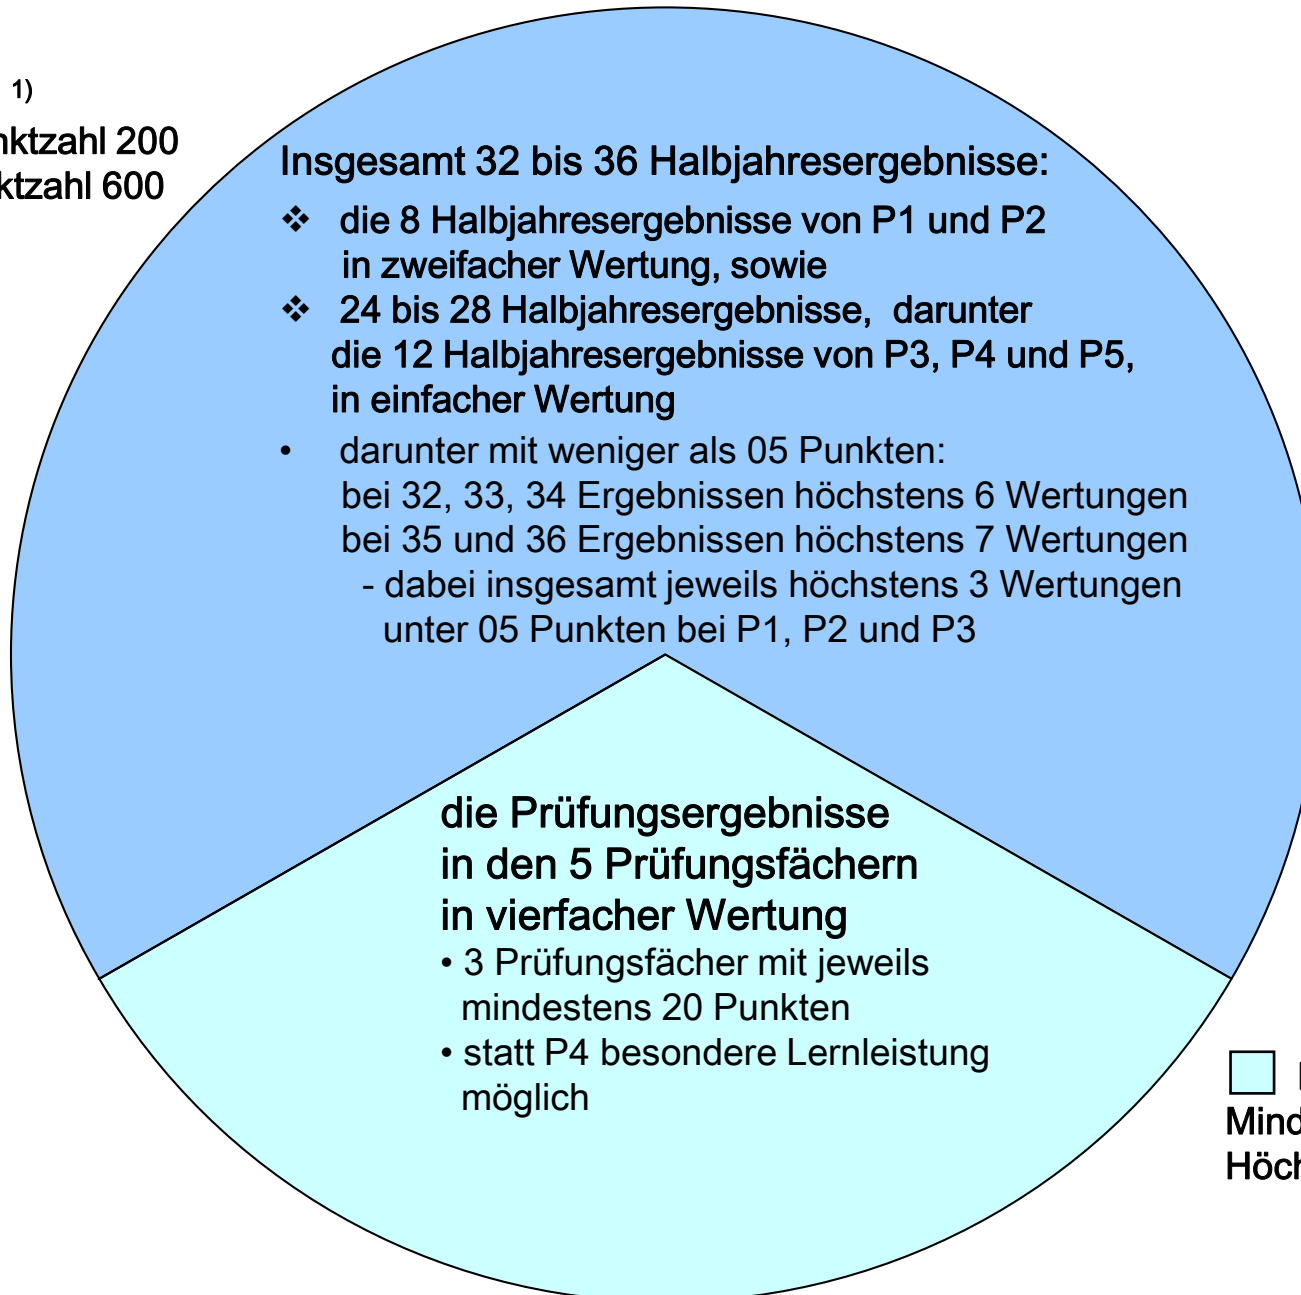 1)
nktzahl 200
ktzahl 600
Insgesamt 32 bis 36 Halbjahresergebnisse:
❖ die 8 Halbjahresergebnisse von P1 und P2
in zweifacher Wertung, sowie
❖ 24 bis 28 Halbjahresergebnisse, darunter
die 12 Halbjahresergebnisse von P3, P4 und P5,
in einfacher Wertung
• darunter mit weniger als 05 Punkten:
bei 32, 33, 34 Ergebnissen höchstens 6 Wertungen
bei 35 und 36 Ergebnissen höchstens 7 Wertungen
- dabei insgesamt jeweils höchstens 3 Wertungen
unter 05 Punkten bei P1, P2 und P3
die Prüfungsergebnisse
in den 5 Prüfungsfächern
in vierfacher Wertung
• 3 Prüfungsfächer mit jeweils
mindestens 20 Punkten
• statt P4 besondere Lernleistung
möglich
Mind
Höch